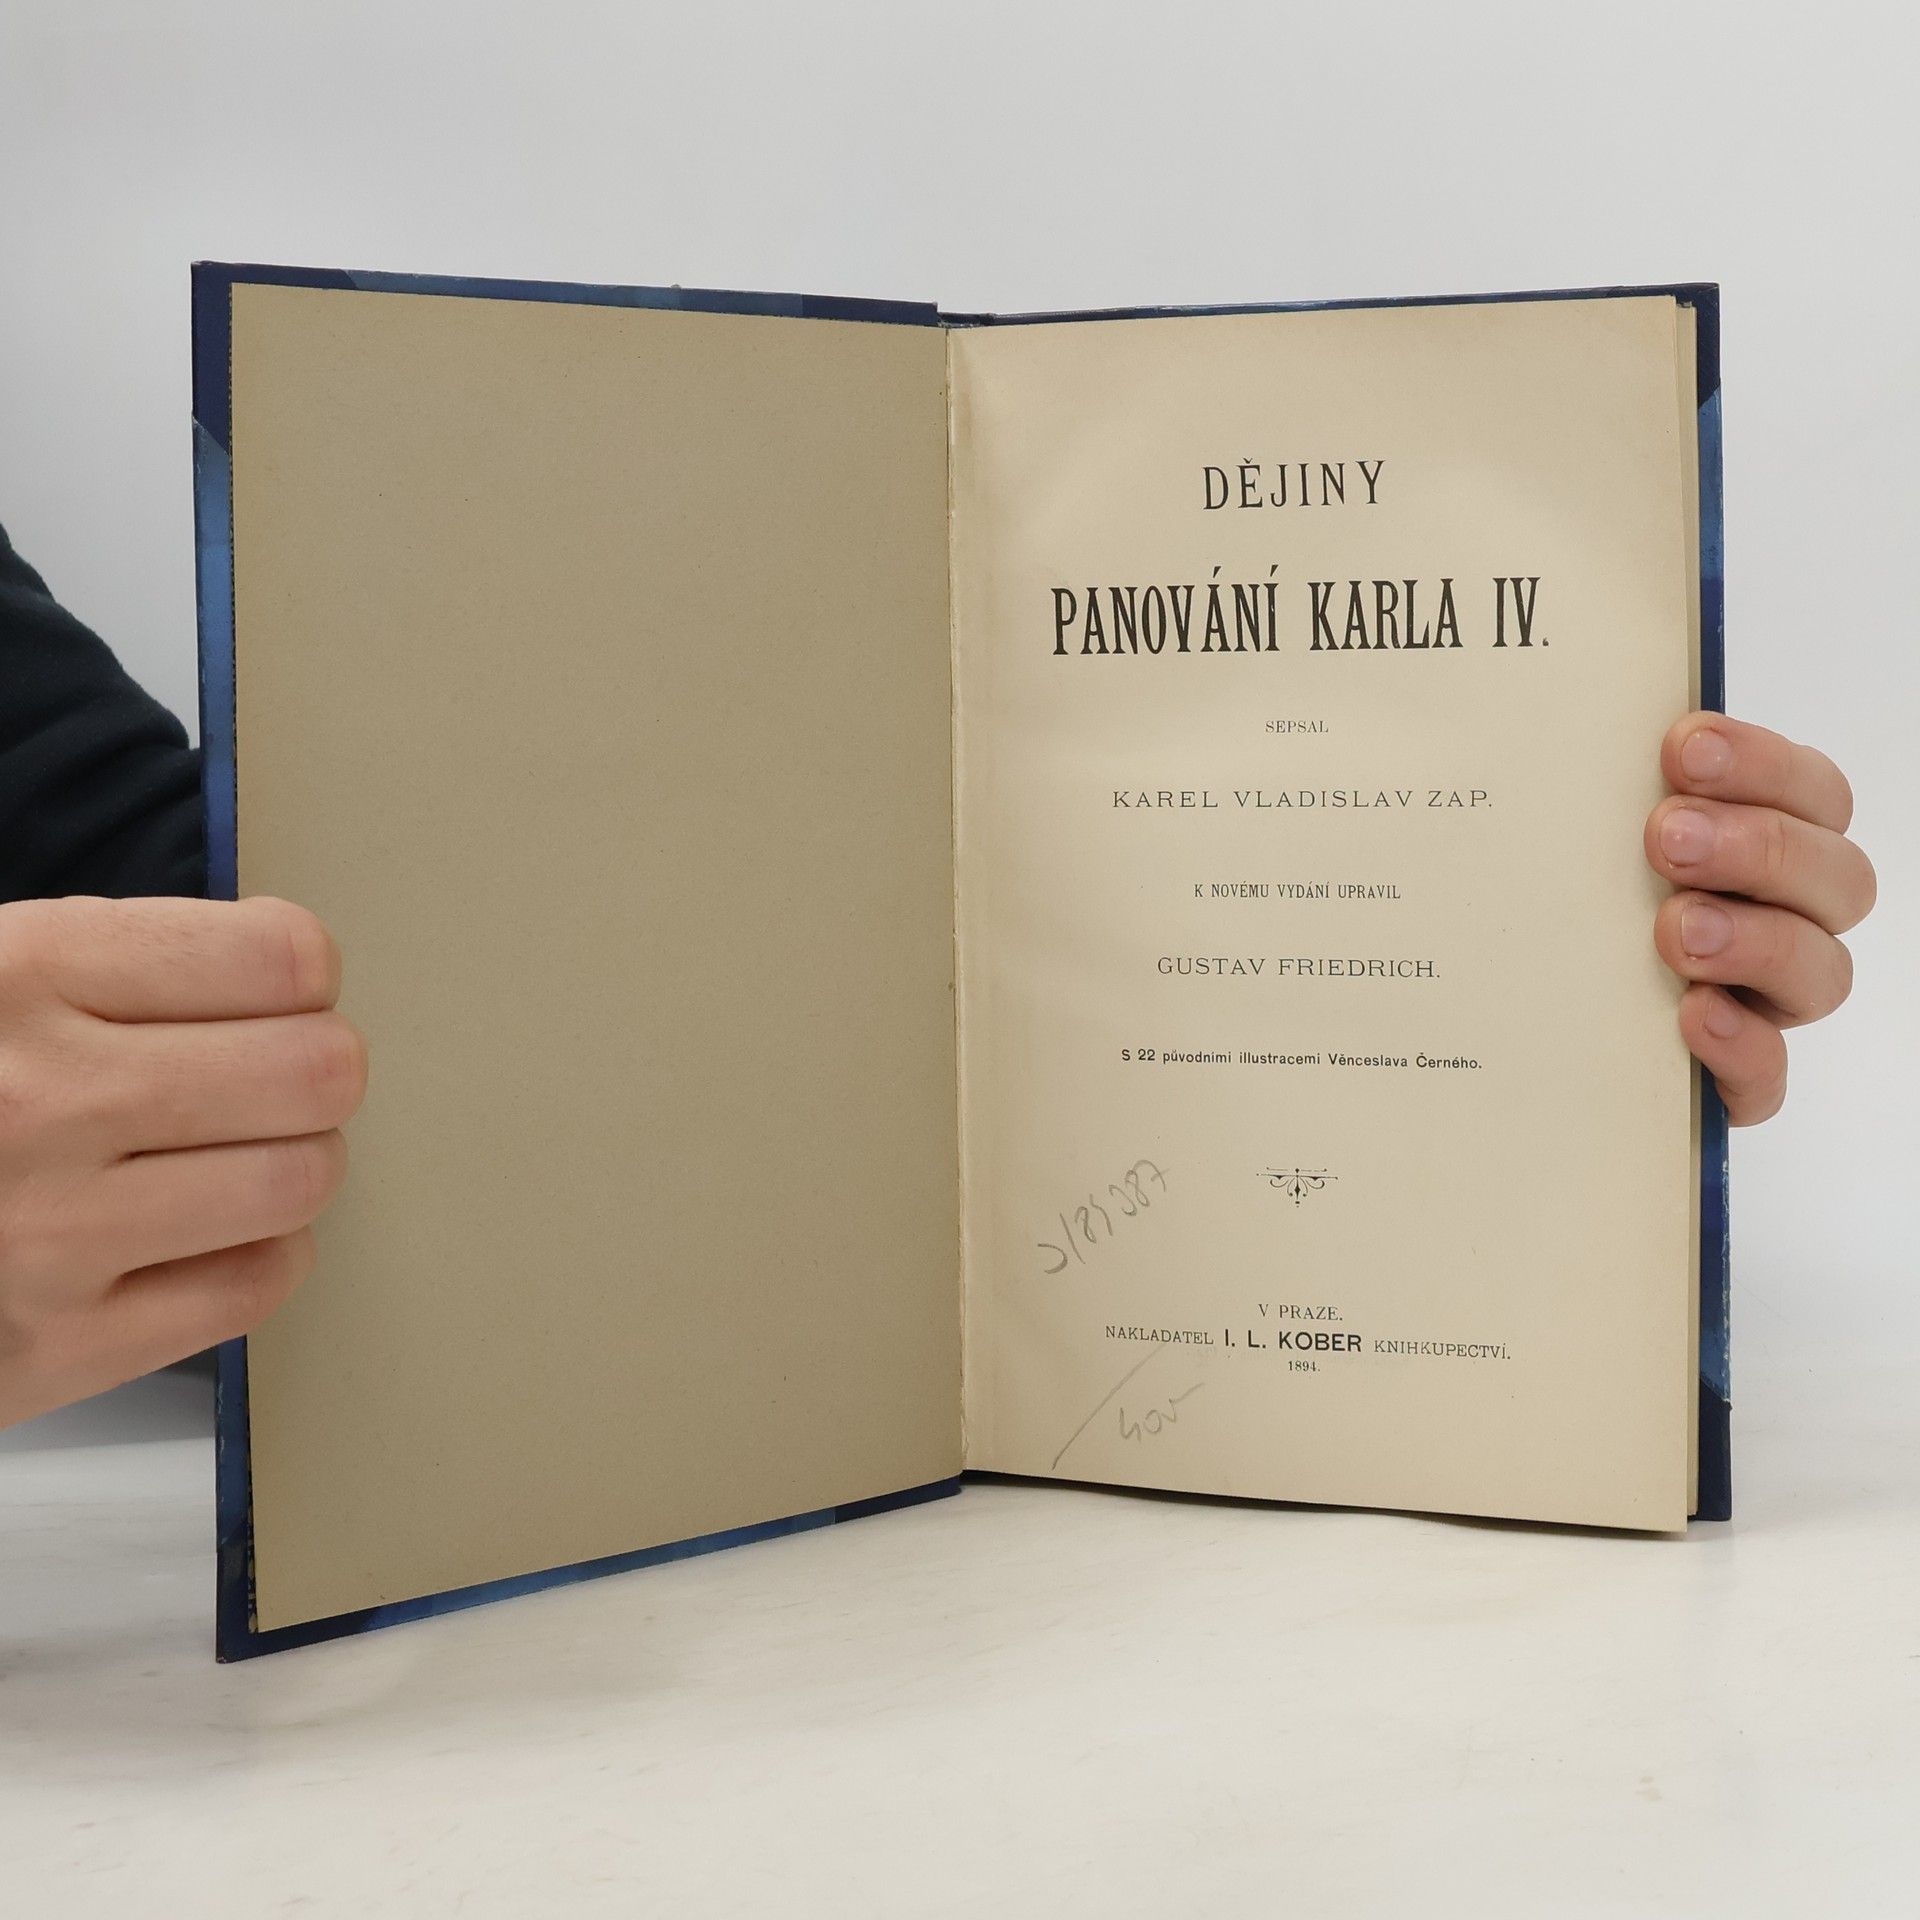 DĚJINY
PANOVÁNÍ KARLA IV.
SEPSAL
KAREL VLADISLAV ZAP.
K NOVÉMU VYDÁNÍ UPRAVIL
GUSTAV FRIEDRICH.
S 22 původními illustracemi Věnceslava Černého.
V PRAZE.
NAKLADATEL I. L. KOBER KNIHKUPECTVÍ.
1894.